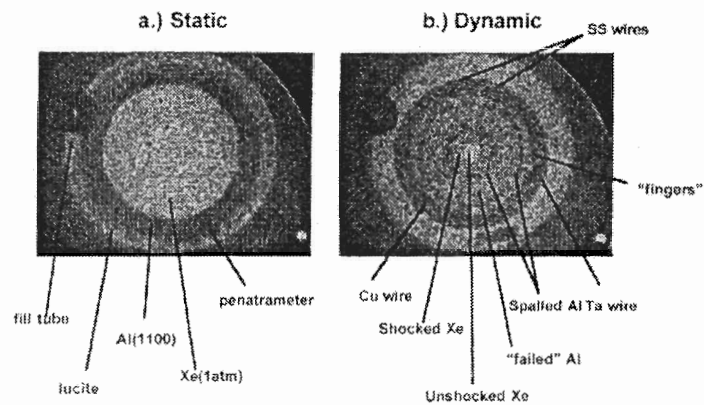 a.) Static
b.) Dynamic
SS wires
"fingers"
penatrameter
fill tube
Al(1100)
Xe(1atm)
lucite
Cu wire
Spalled Al Ta wire
Shocked Xe
"failed" Al
Unshocked Xe